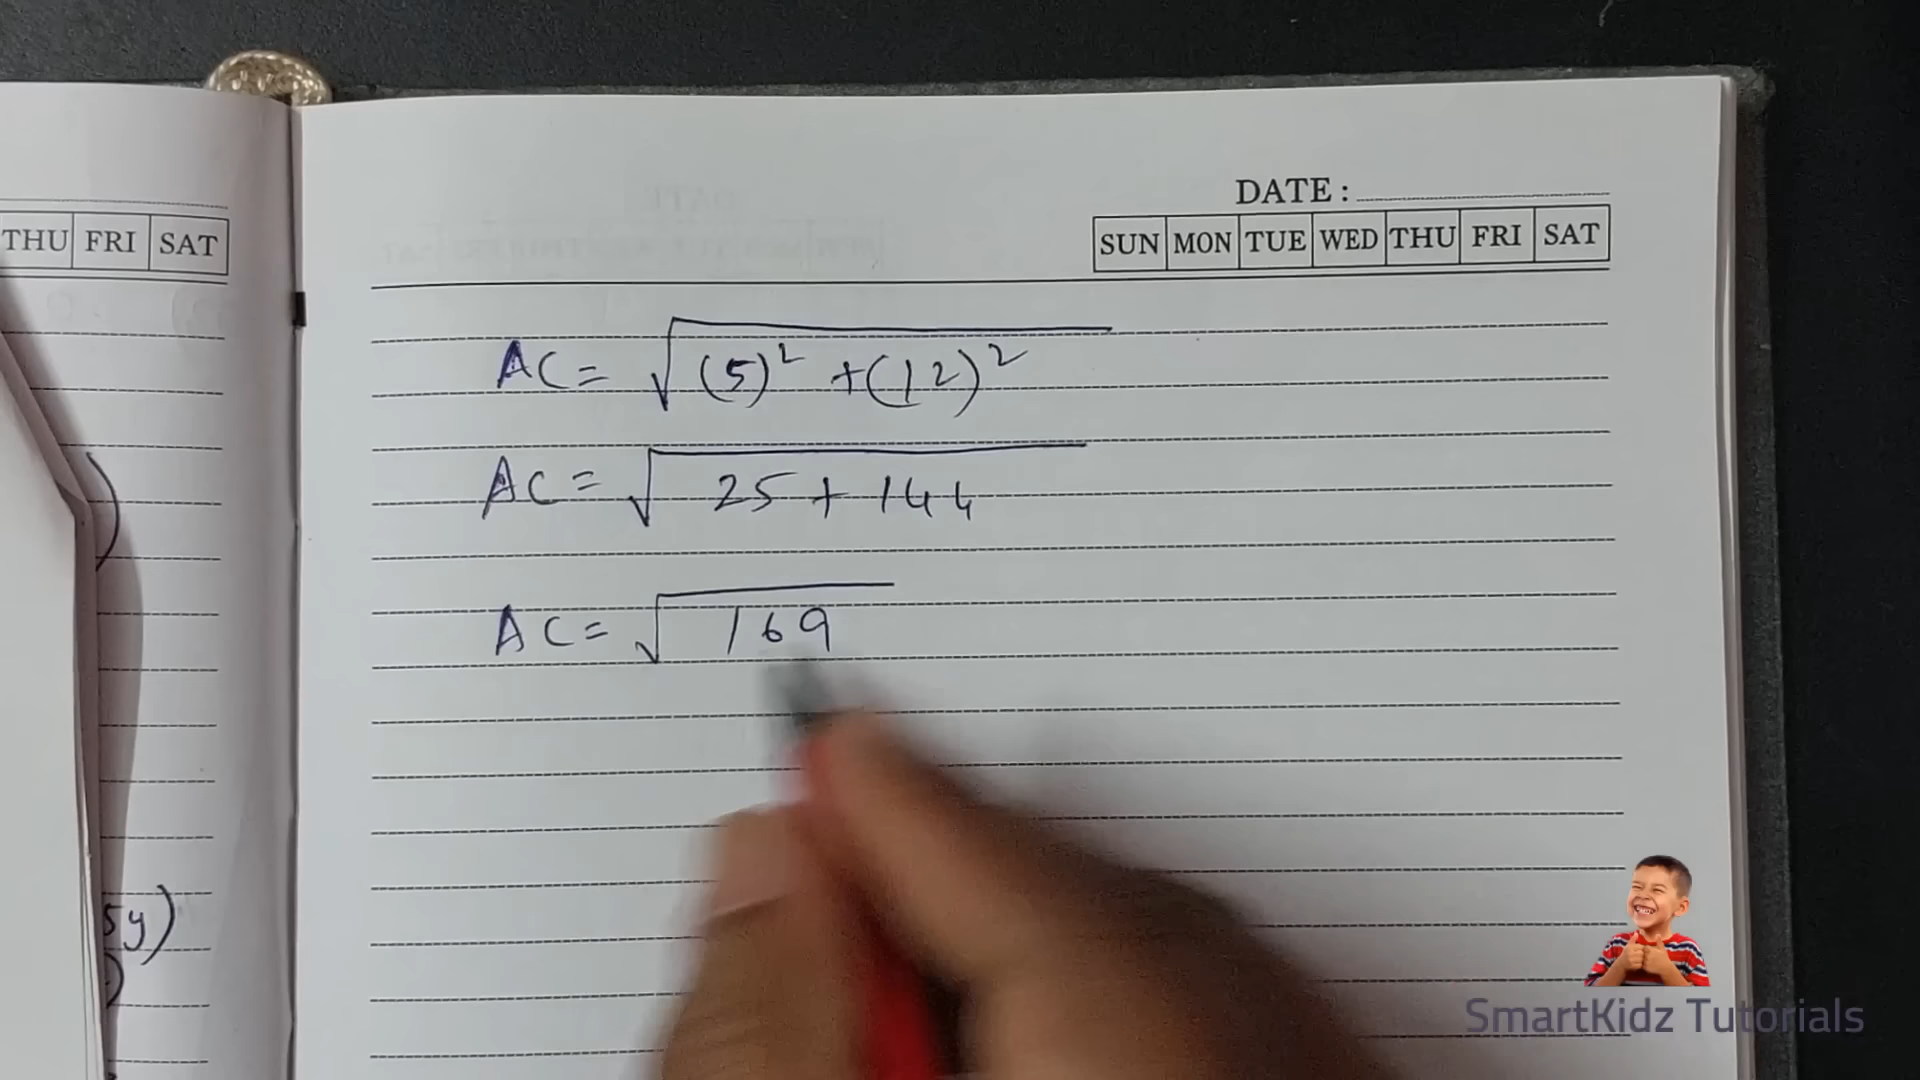 DATE :
THU FRI SAT
SUN MON TUE WED THU FRI SAT
AC = √(5)² + (12)²
AC = √25 + 144
AC = √169
5y)
)
SmartKidz Tutorials